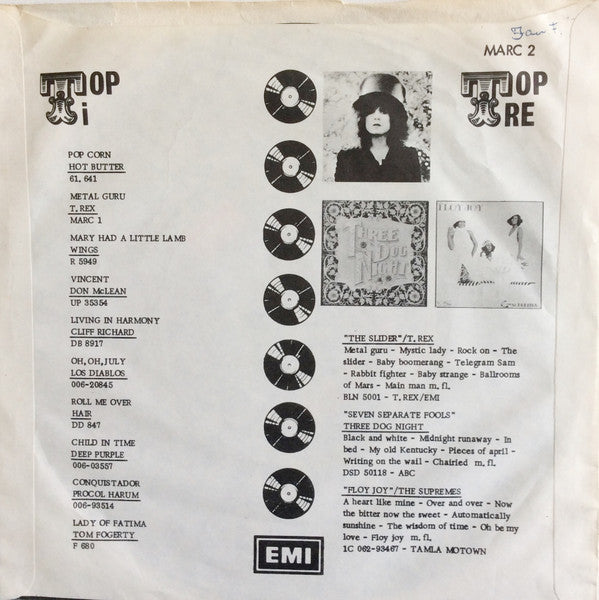 MARC 2
TOP
i
TOP
RE
POP CORN
HOT BUTTER
61. 641
METAL GURU
T. REX
MARC 1
MARY HAD A LITTLE LAMB
WINGS
R 5949
VINCENT
DON McLEAN
UP 35354
LIVING IN HARMONY
CLIFF RICHARD
DB 8917
OH, OH, JULY
LOS DIABLOS
006-20845
ROLL ME OVER
HAIR
DD 847
CHILD IN TIME
DEEP PURPLE
006-03557
CONQUISTADOR
PROCOL HARUM
006-93514
LADY OF FATIMA
TOM FOGERTY
F 680
THREE
DOG
NIGHT
FLOY JOY
"THE SLIDER"/T. REX
Metal guru - Mystic lady - Rock on - The
slider - Baby boomerang - Telegram Sam
- Rabbit fighter - Baby strange - Ballrooms
of Mars - Main man m. fl.
BLN 5001 - T. REX/EMI
"SEVEN SEPARATE FOOLS"
THREE DOG NIGHT
Black and white - Midnight runaway - In
bed - My old Kentucky - Pieces of april -
Writing on the wail - Chairied m. fl.
DSD 50118 - ABC
"FLOY JOY"/THE SUPREMES
A heart like mine - Over and over - Now
the bitter now the sweet - Automatically
sunshine - The wisdom of time - Oh be my
love - Floy joy m. fl.
1C 062-93467 - TAMLA MOTOWN
EMI